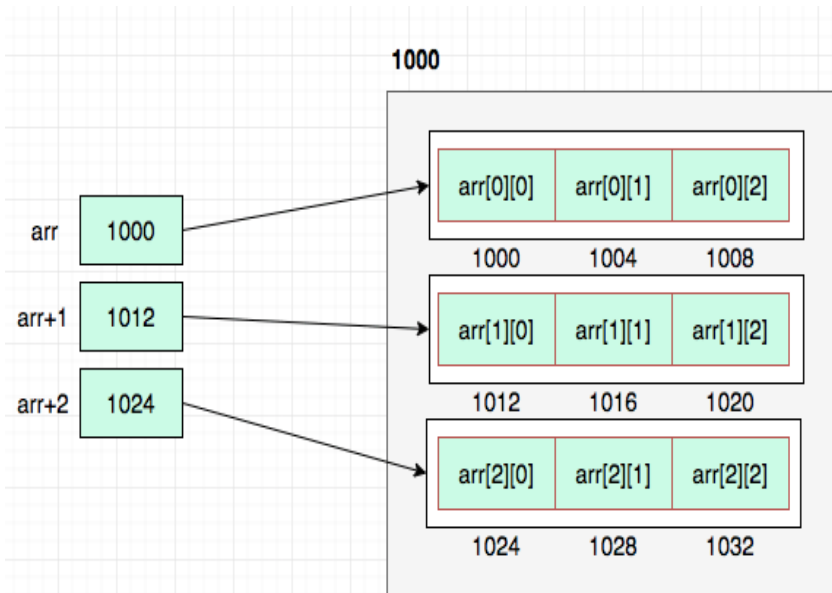 1000
arr[0][0] arr[0][1] arr[0][2]
arr 1000
1000 1004 1008
arr+1 1012
arr[1][0] arr[1][1] arr[1][2]
1012 1016 1020
arr+2 1024
arr[2][0] arr[2][1] arr[2][2]
1024 1028 1032